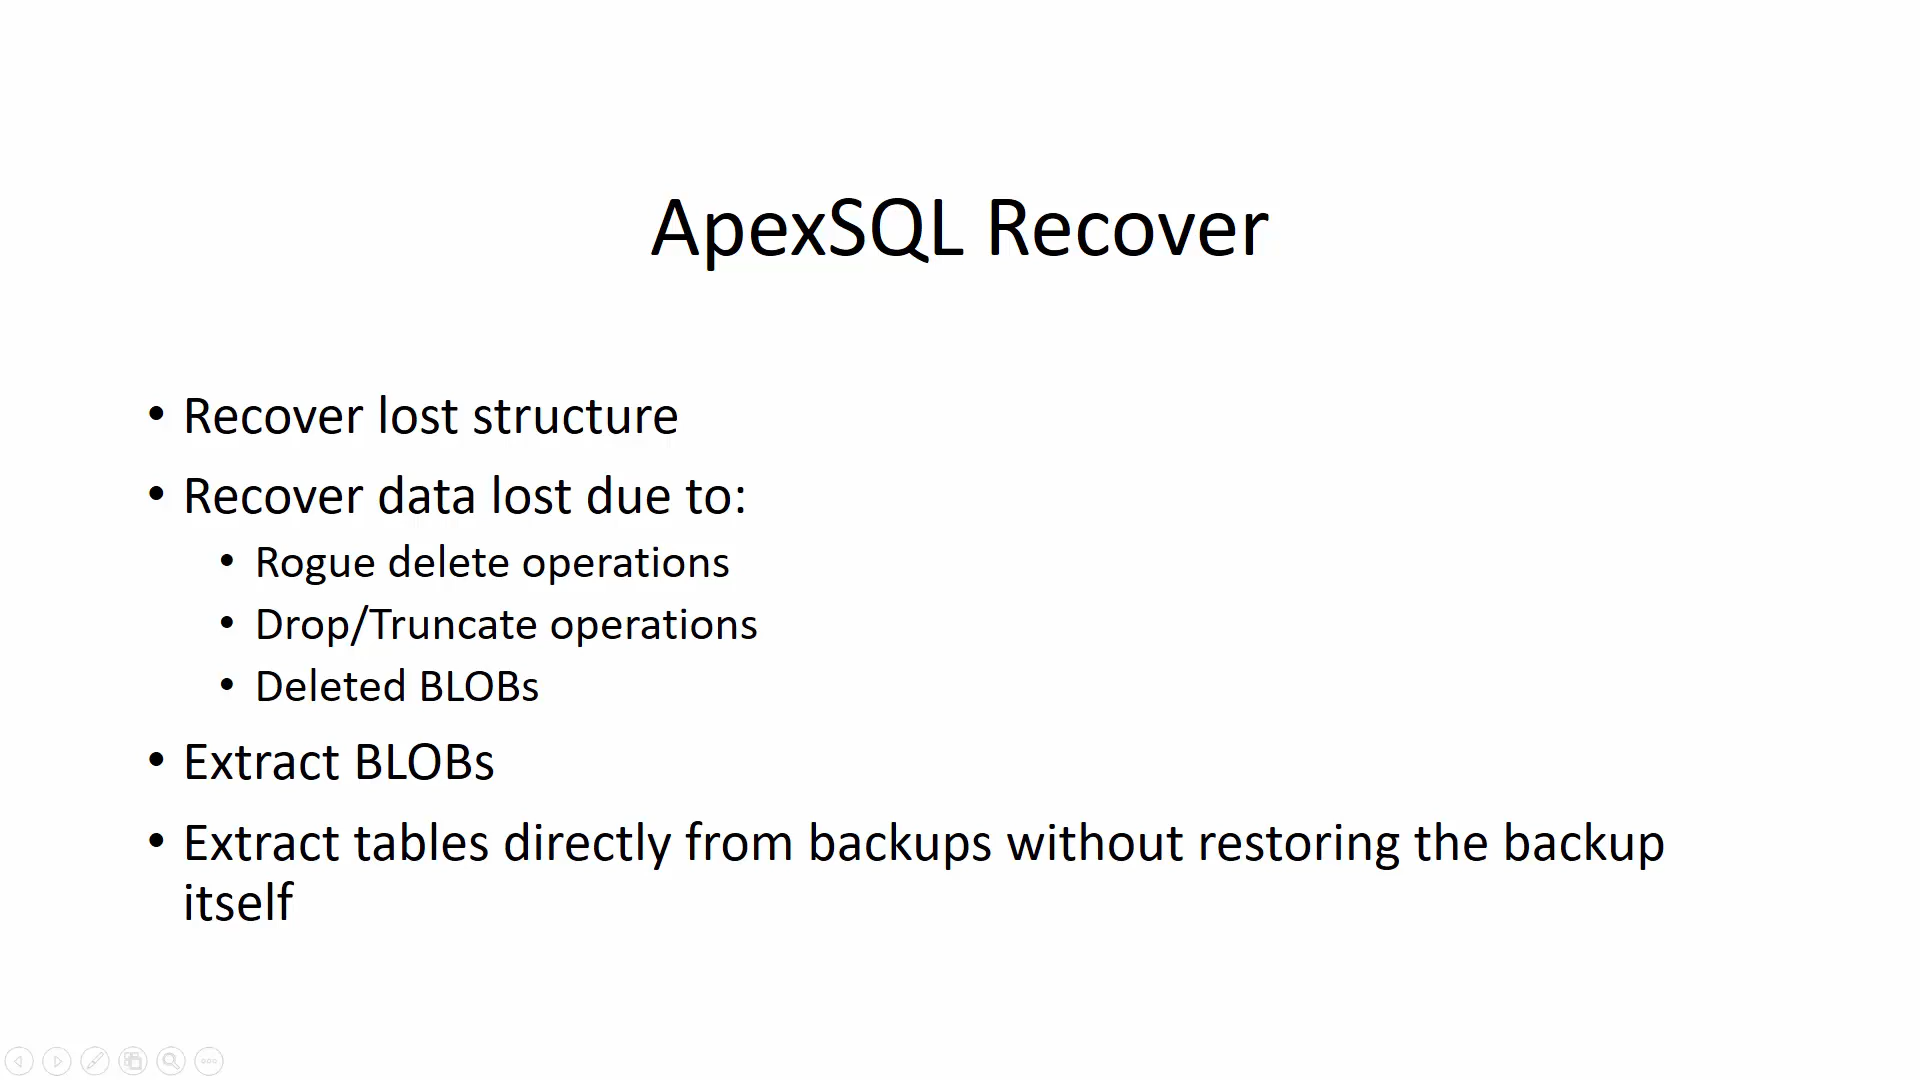 ApexSQL Recover
• Recover lost structure
• Recover data lost due to:
• Rogue delete operations
• Drop/Truncate operations
• Deleted BLOBs
• Extract BLOBs
• Extract tables directly from backups without restoring the backup
itself